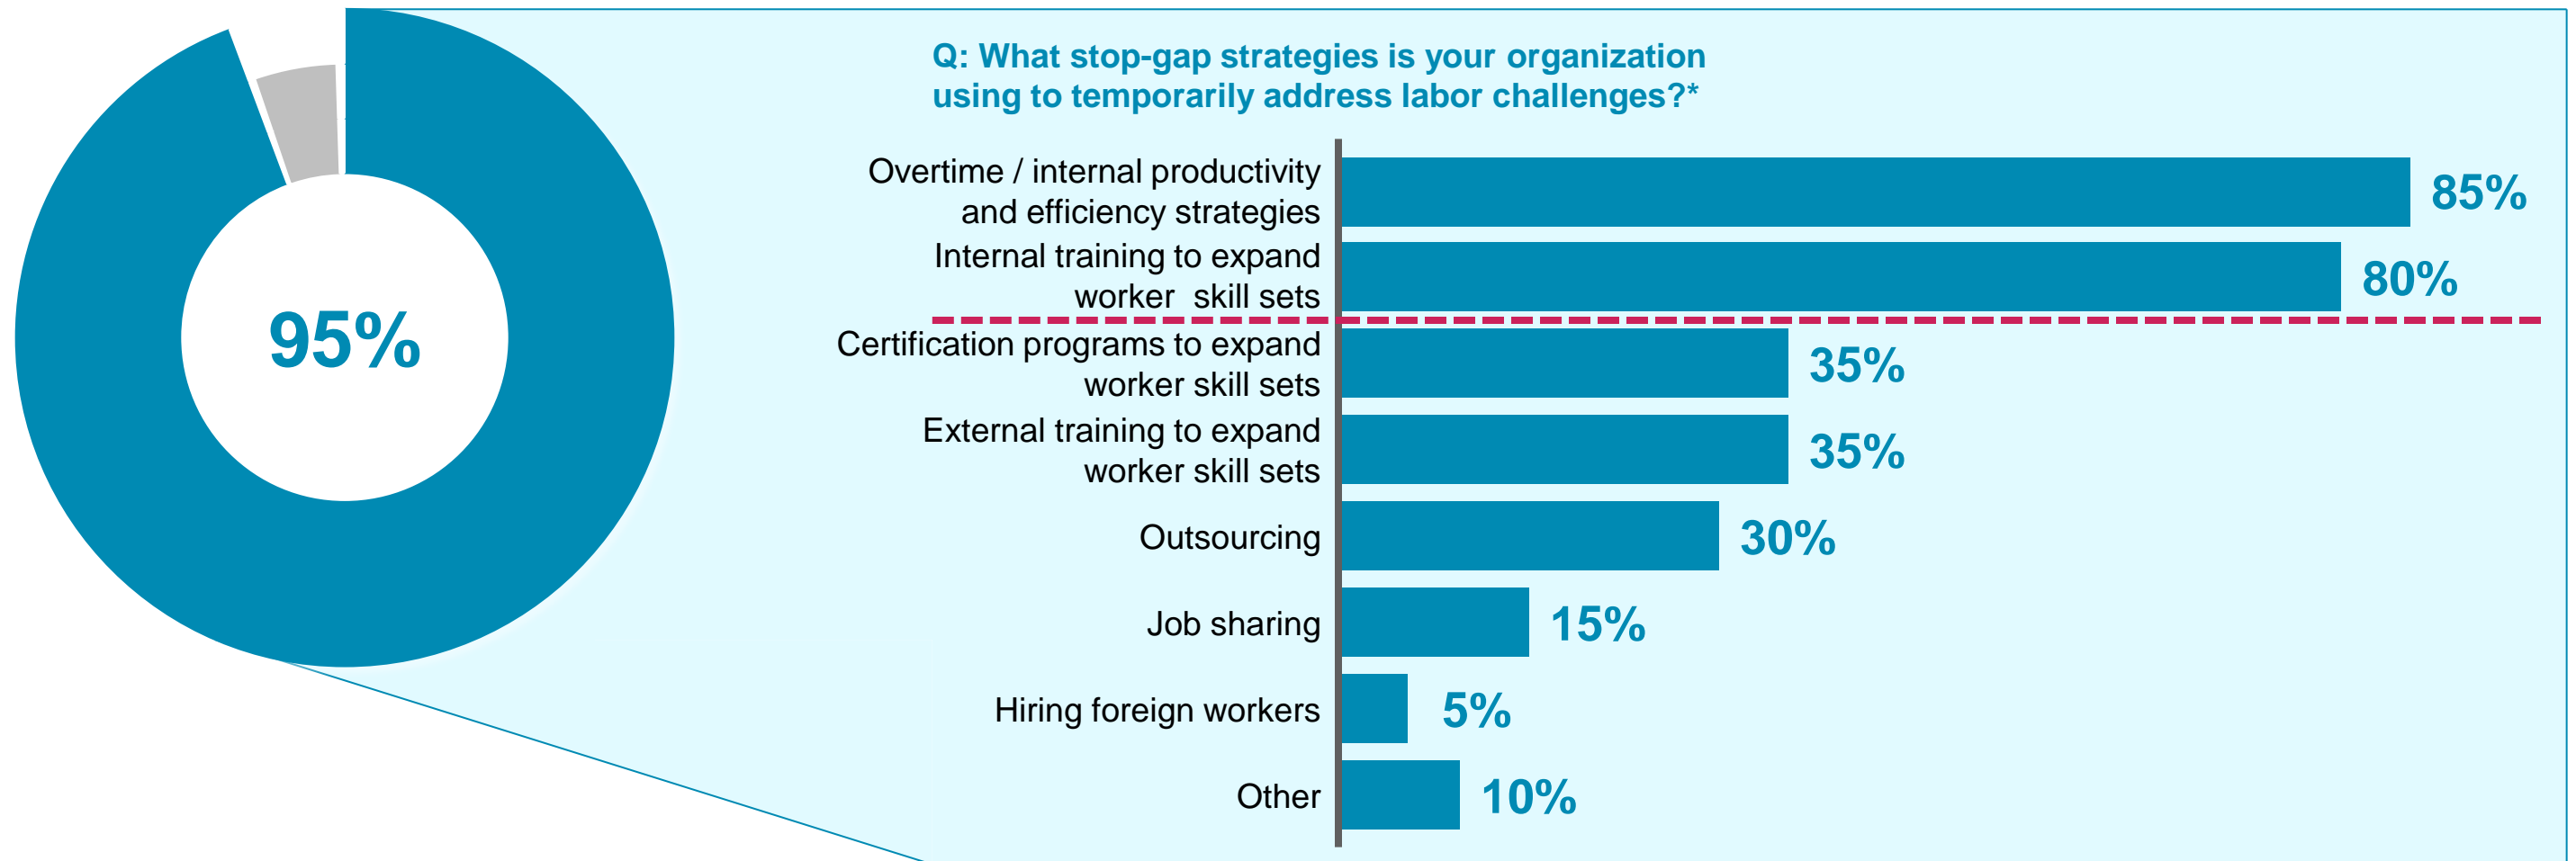 95%
Q: What stop-gap strategies is your organization
using to temporarily address labor challenges?*
Overtime / internal productivity
and efficiency strategies
85%
Internal training to expand
worker  skill sets
80%
Certification programs to expand
worker skill sets
35%
External training to expand
worker skill sets
35%
Outsourcing
30%
Job sharing
15%
Hiring foreign workers
5%
Other
10%